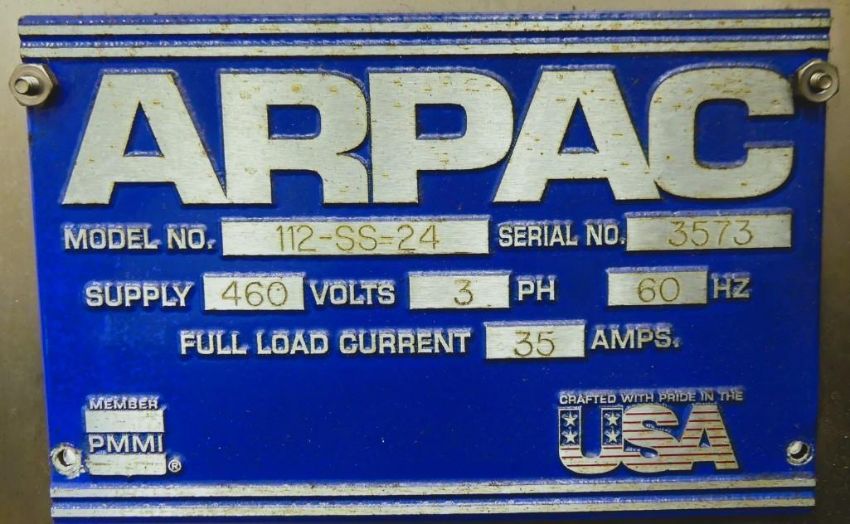 ARPAC
MODEL NO. 112-SS-24 SERIAL NO. 3573
SUPPLY 460 VOLTS 3 PH 60 HZ
FULL LOAD CURRENT 35 AMPS.
MEMBER
PMMI ®
CRAFTED WITH PRIDE IN THE
USA